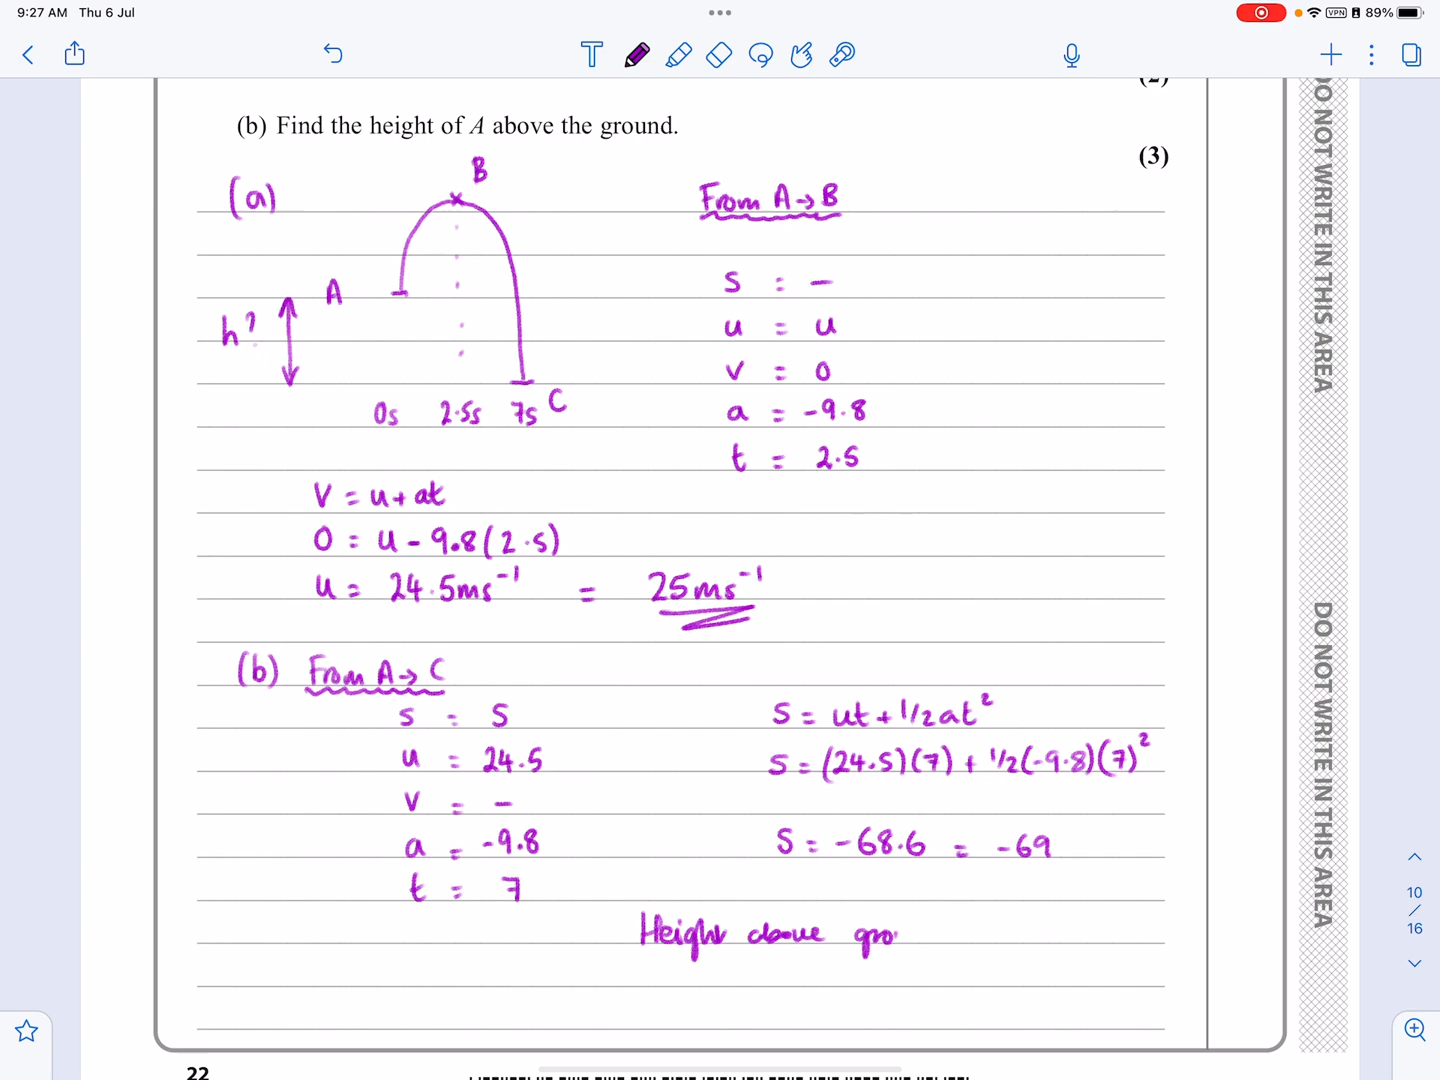 9:27 AM Thu 6 Jul
VPN 89%
(b) Find the height of A above the ground.
(3)
(a)
B
A
h?
0s 2.5s 7s C
From A→B
s = –
u = u
v = 0
a = -9.8
t = 2.5
v = u + at
0 = u - 9.8(2.5)
u = 24.5ms⁻¹ = 25ms⁻¹
(b) From A→C
s = s
u = 24.5
v = –
a = -9.8
t = 7
s = ut + 1/2at²
s = (24.5)(7) + 1/2(-9.8)(7)²
s = -68.6 = -69
Height above gro
DO NOT WRITE IN THIS AREA
DO NOT WRITE IN THIS AREA
10
/
16
22